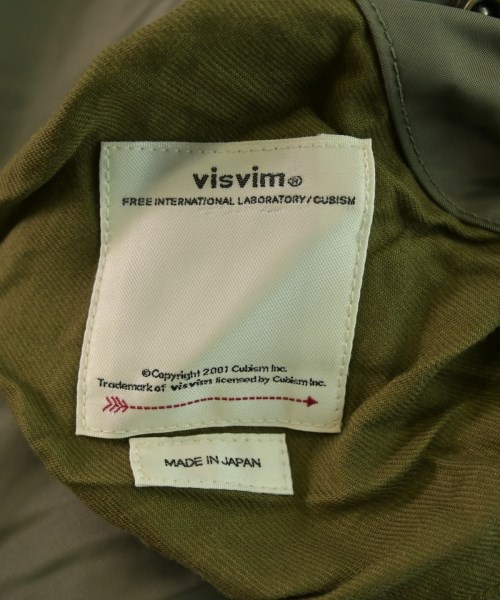 visvim®
FREE INTERNATIONAL LABORATORY/CUBISM
©Copyright 2001 Cubism Inc.
Trademark of visvim licensed by Cubism Inc.
MADE IN JAPAN